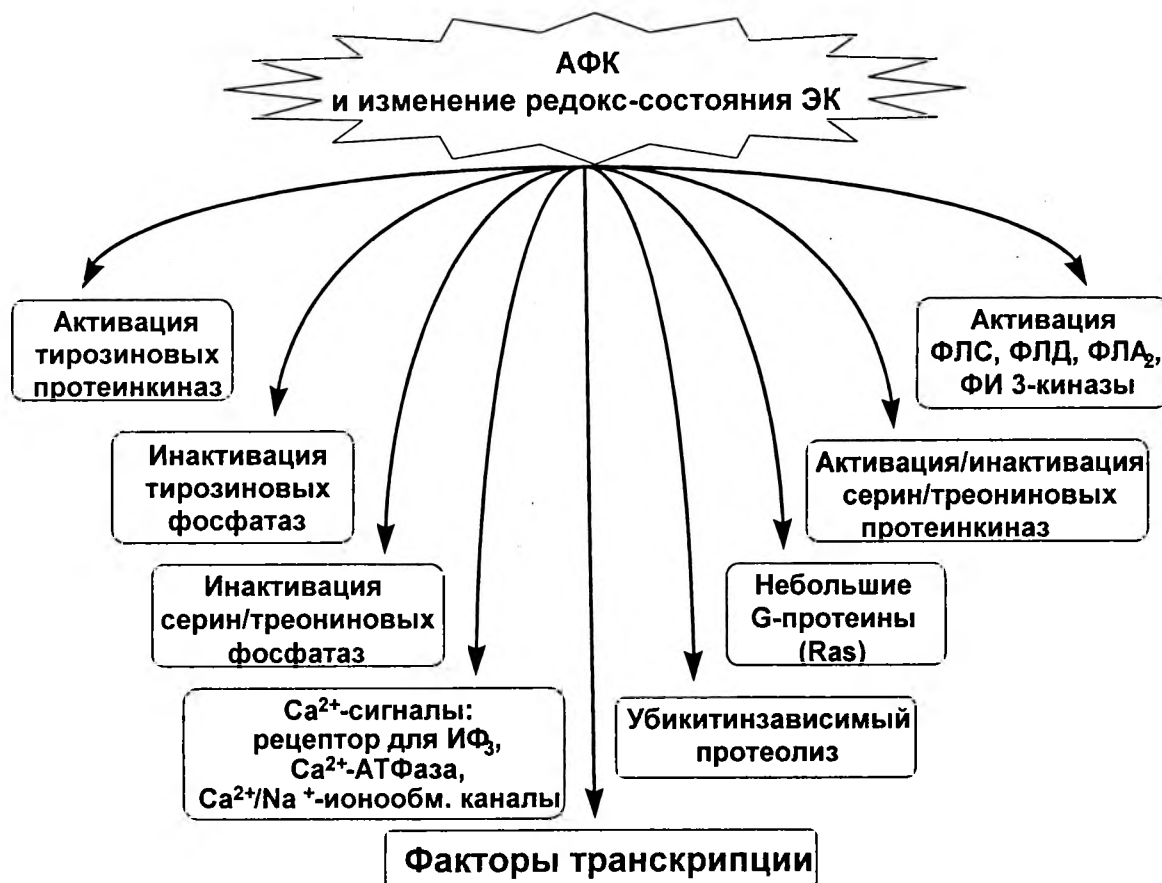 АФК
и изменение редокс-состояния ЭК
Активация
тирозиновых
протеинкиназ
Активация
ФЛС, ФЛД, ФЛА₂,
ФИ 3-киназы
Инактивация
тирозиновых
фосфатаз
Активация/инактивация
серин/треониновых
протеинкиназ
Инактивация
серин/треониновых
фосфатаз
Небольшие
G-протеины
(Ras)
Ca²⁺-сигналы:
рецептор для ИФ₃,
Ca²⁺-АТФаза,
Ca²⁺/Na⁺-ионообм. каналы
Убикитинзависимый
протеолиз
Факторы транскрипции